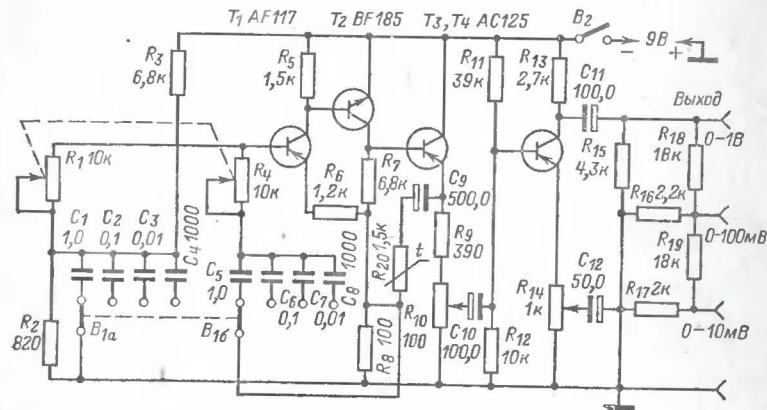 T1 AF117
T2 BF185
T3, T4 AC125
B2
9В
− +
R3
6,8к
R5
1,5к
R11
39к
R13
2,7к
C11
100,0
Выход
0-1В
R1 10к
R4
10к
R6
1,2к
R7
6,8к
C9
500,0
R15
4,3к
R18
18к
R16 2,2к
0-100мВ
C1
1,0
C2
0,1
C3
0,01
C4 1000
C5
1,0
C6
0,1
C7
0,01
C8 1000
R20 1,5к
t
R9
390
R19
18к
C12
50,0
R14
1к
R17 2к
0-10мВ
R2
820
B1а
B1б
R8 100
R10
100
C10
100,0
R12
10к